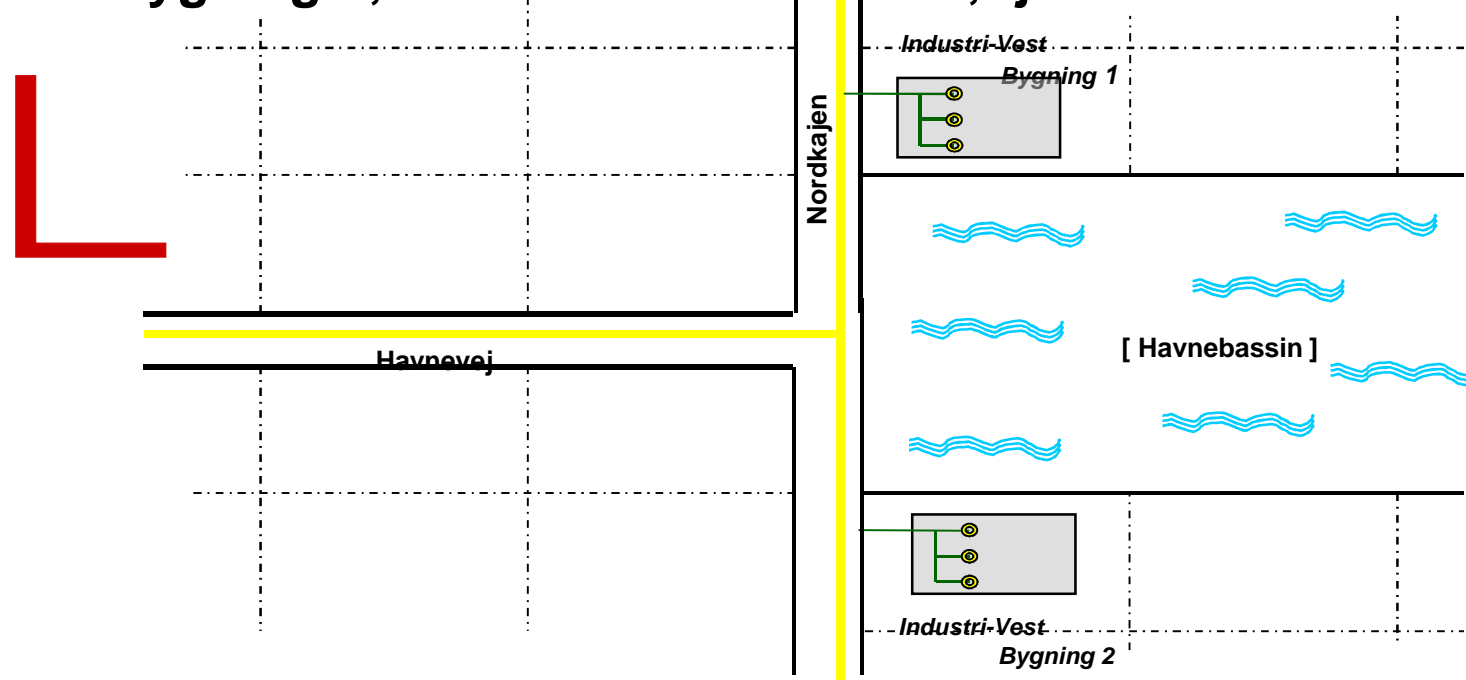 Industri-Vest
Bygning 1
Nordkajen
[ Havnebassin ]
Havnevej
Industri-Vest
Bygning 2